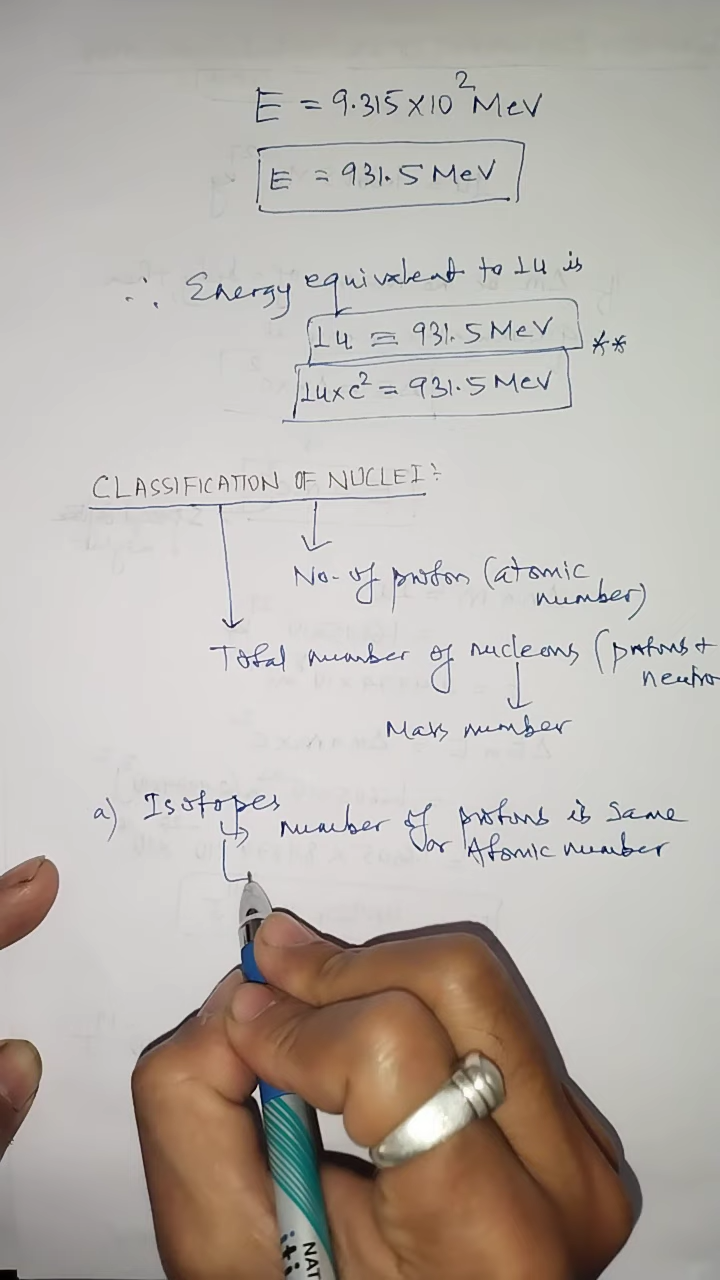 E = 9.315×10² MeV
E = 931.5 MeV
∴ Energy equivalent to 1u is
1u = 931.5 MeV **
1u×c² = 931.5 MeV
CLASSIFICATION OF NUCLEI:
No. of proton (atomic
number)
Total number of nucleons (protons +
neutro
Mass number
a) Isotopes
↳ number of protons is same
or Atomic number
NAT